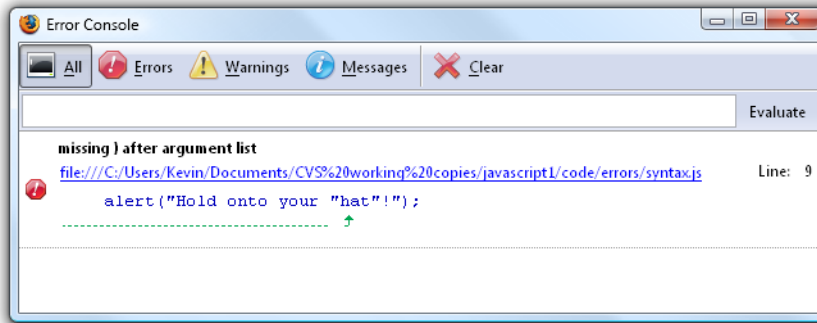 Error Console
All Errors Warnings Messages Clear
Evaluate
missing ) after argument list
file:///C:/Users/Kevin/Documents/CVS%20working%20copies/javascript1/code/errors/syntax.js Line: 9
alert("Hold onto your "hat"!");